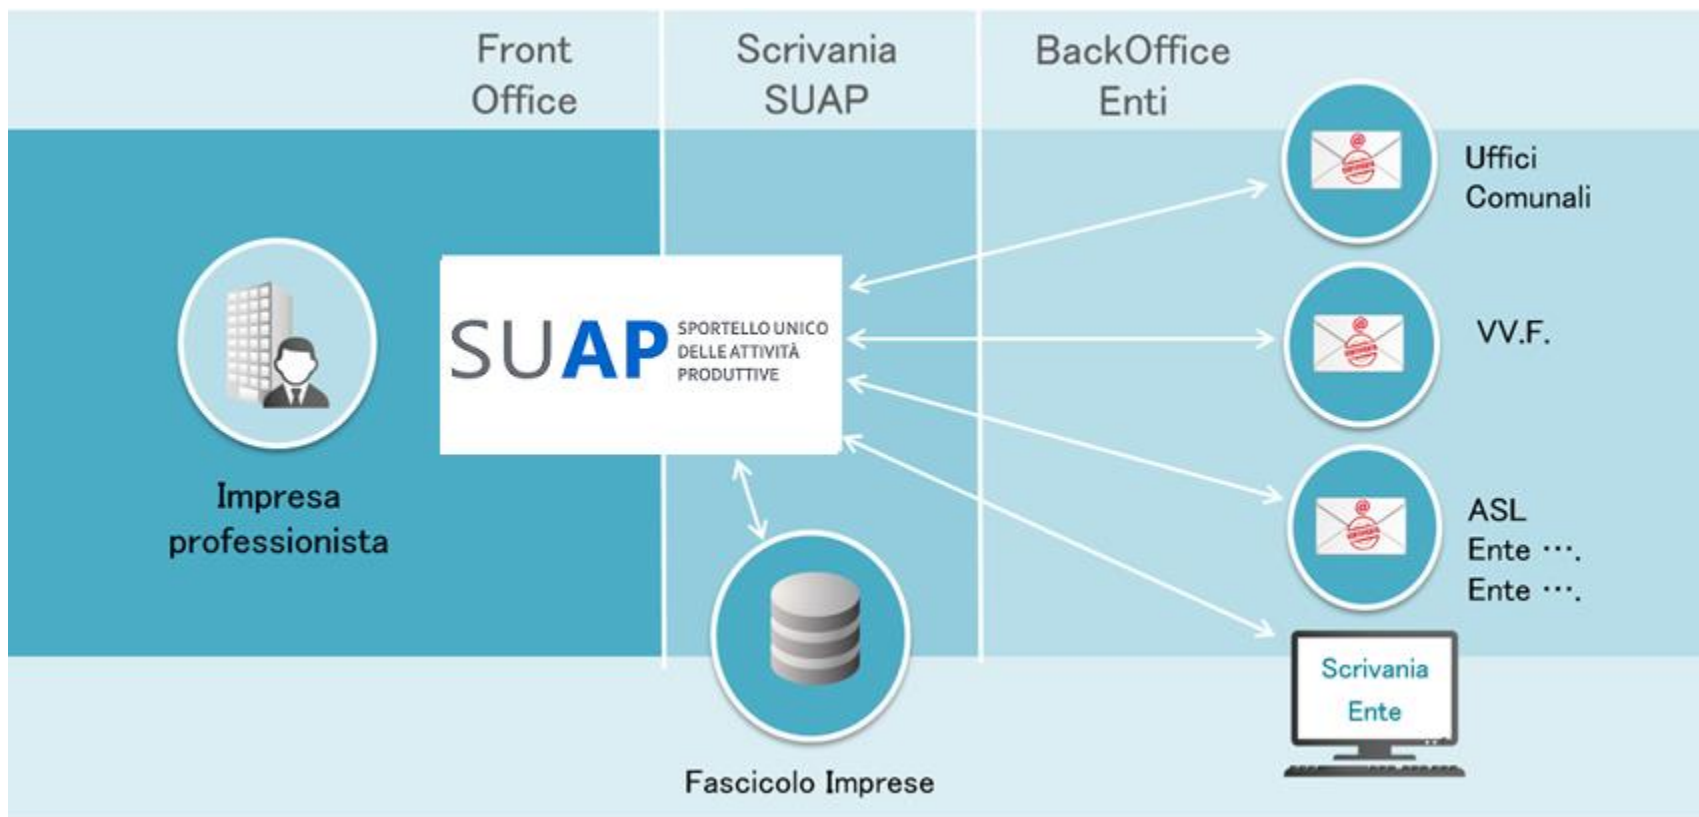 Front
Office
Scrivania
SUAP
BackOffice
Enti
Uffici
Comunali
VV.F.
SUAP
SPORTELLO UNICO
DELLE ATTIVITÀ
PRODUTTIVE
Impresa
professionista
ASL
Ente ….
Ente ….
Scrivania
Ente
Fascicolo Imprese